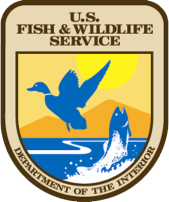 U.S.
FISH & WILDLIFE
SERVICE
DEPARTMENT OF THE INTERIOR